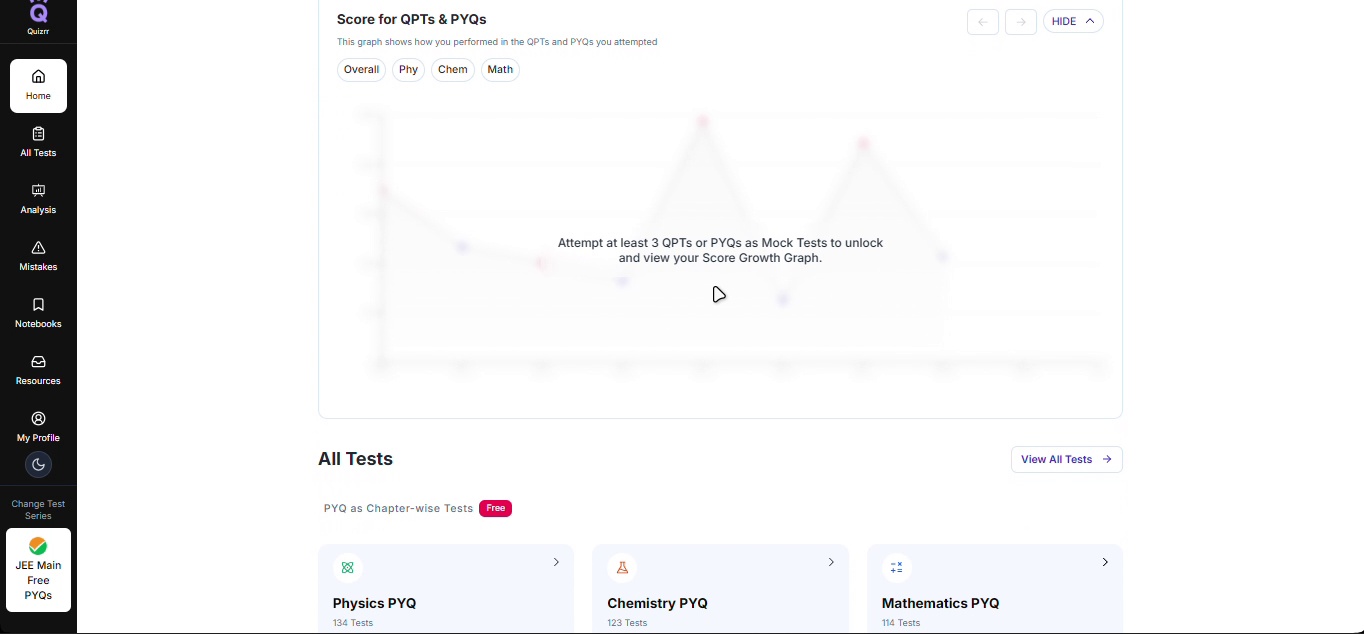 Quizrr
Home
All Tests
Analysis
Mistakes
Notebooks
Resources
My Profile
Change Test
Series
JEE Main
Free
PYQs
Score for QPTs & PYQs
HIDE
This graph shows how you performed in the QPTs and PYQs you attempted
Overall Phy Chem Math
Attempt at least 3 QPTs or PYQs as Mock Tests to unlock
and view your Score Growth Graph.
All Tests
View All Tests
PYQ as Chapter-wise Tests Free
Physics PYQ
134 Tests
Chemistry PYQ
123 Tests
Mathematics PYQ
114 Tests